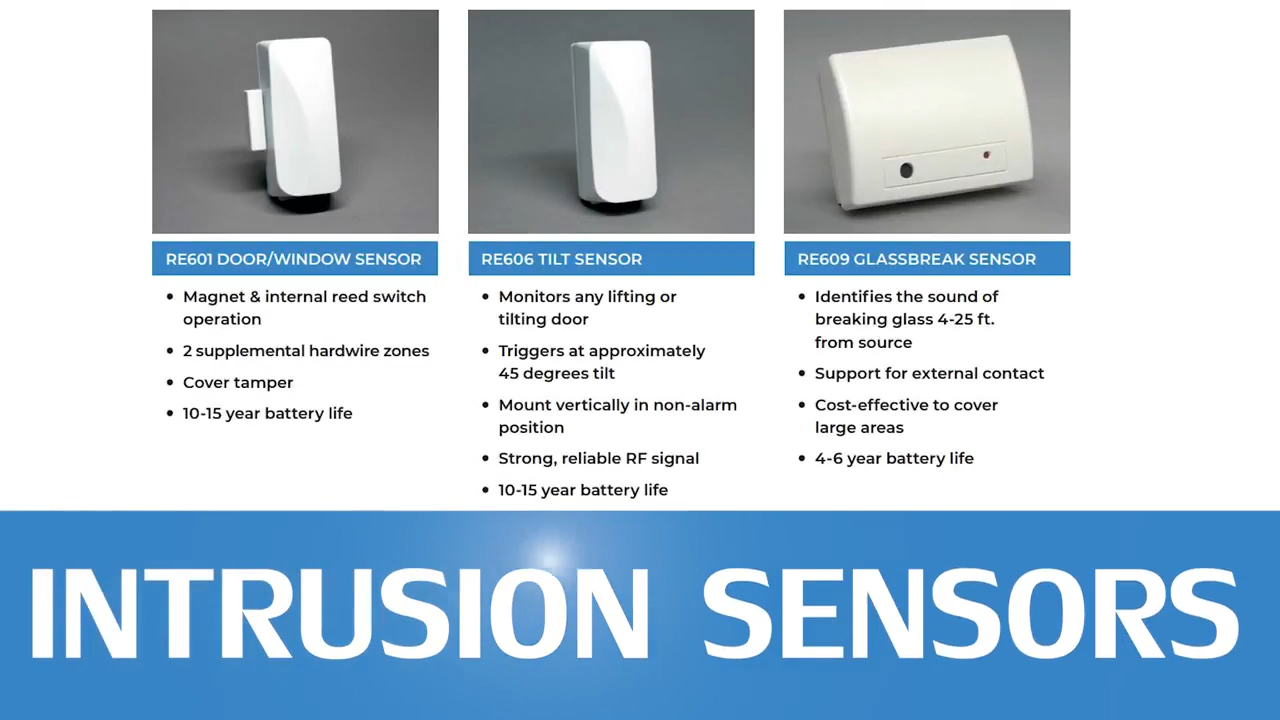 RE601 DOOR/WINDOW SENSOR
• Magnet & internal reed switch
operation
• 2 supplemental hardwire zones
• Cover tamper
• 10-15 year battery life
RE606 TILT SENSOR
• Monitors any lifting or
tilting door
• Triggers at approximately
45 degrees tilt
• Mount vertically in non-alarm
position
• Strong, reliable RF signal
• 10-15 year battery life
RE609 GLASSBREAK SENSOR
• Identifies the sound of
breaking glass 4-25 ft.
from source
• Support for external contact
• Cost-effective to cover
large areas
• 4-6 year battery life
INTRUSION SENSORS